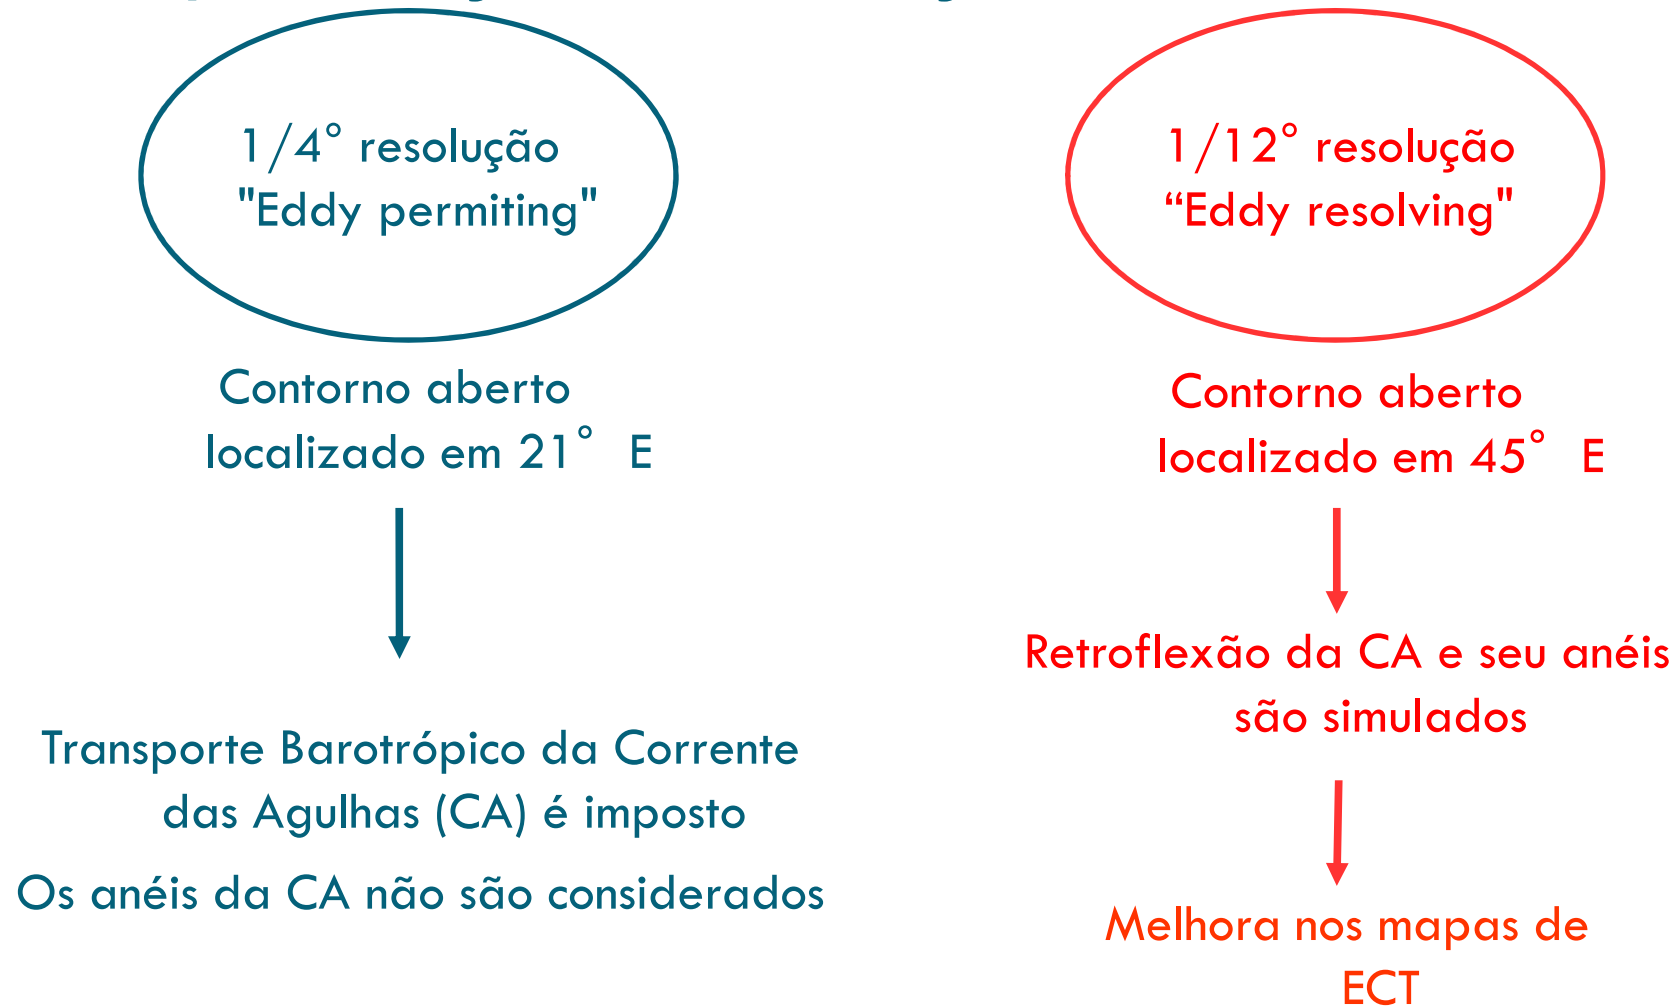 1/4° resolução
"Eddy permiting"
Contorno aberto
localizado em 21° E
Transporte Barotrópico da Corrente
das Agulhas (CA) é imposto
Os anéis da CA não são considerados
1/12° resolução
“Eddy resolving"
Contorno aberto
localizado em 45° E
Retroflexão da CA e seu anéis
são simulados
Melhora nos mapas de
ECT